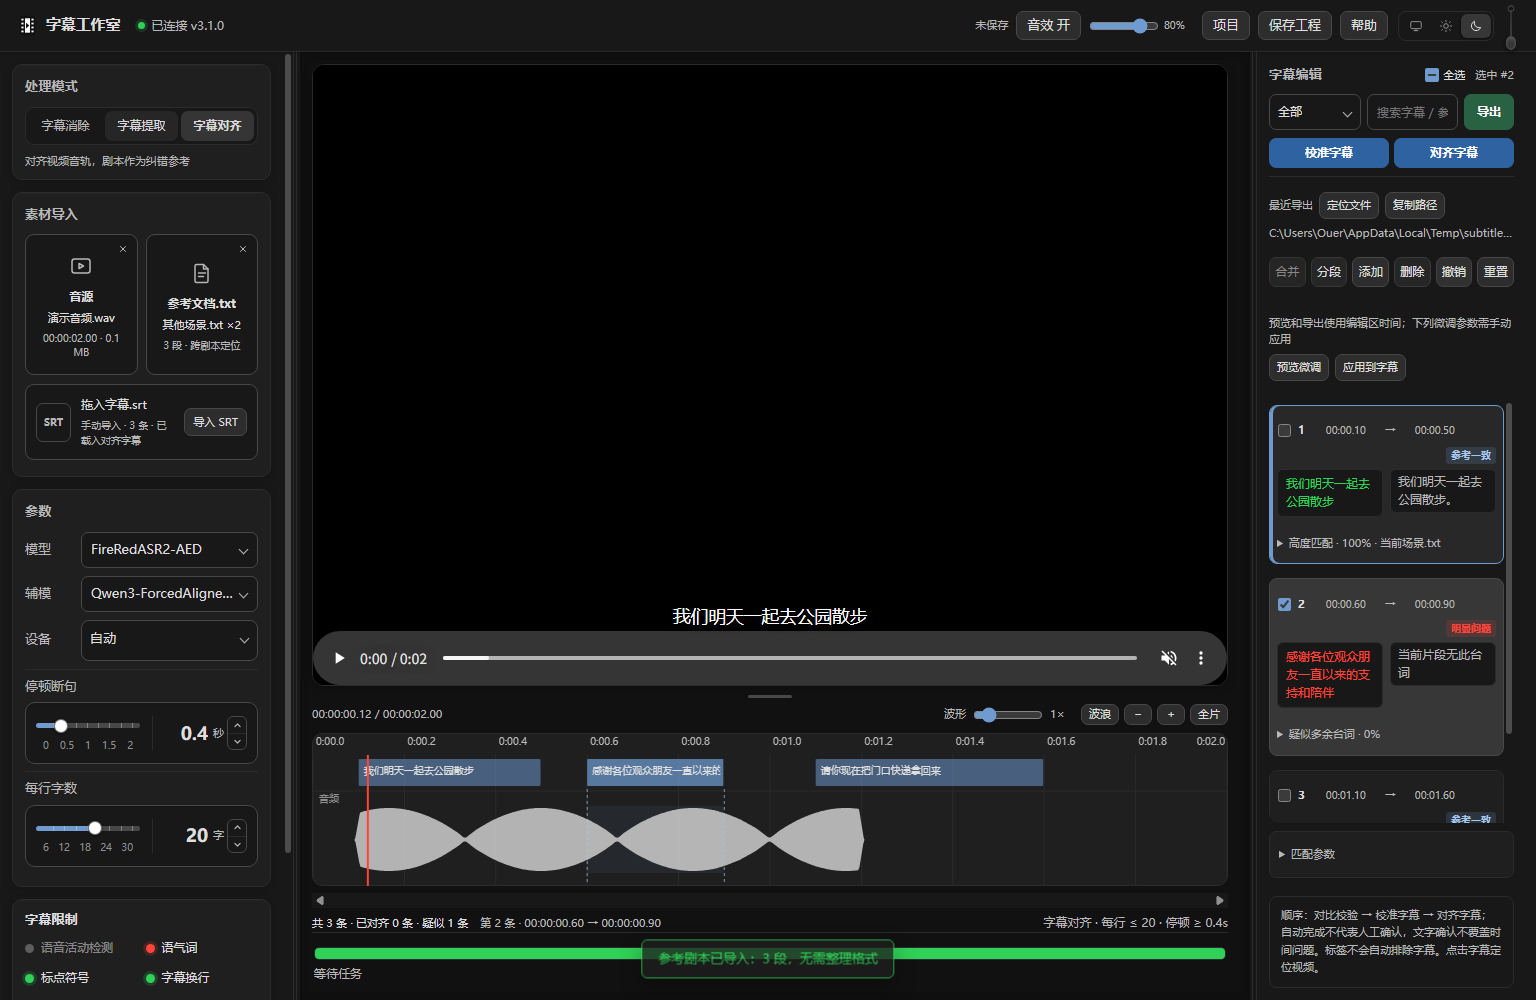 字幕工作室
已连接 v3.1.0
未保存
音效 开
80%
项目
保存工程
帮助
处理模式
字幕消除
字幕提取
字幕对齐
对齐视频音轨，剧本作为纠错参考
素材导入
音源
演示音频.wav
00:00:02.00 · 0.1
MB
参考文档.txt
其他场景.txt ×2
3 段 · 跨剧本定位
SRT
拖入字幕.srt
手动导入 · 3 条 · 已
载入对齐字幕
导入 SRT
参数
模型
FireRedASR2-AED
辅模
Qwen3-ForcedAligne...
设备
自动
停顿断句
0 0.5 1 1.5 2
0.4 秒
每行字数
6 12 18 24 30
20 字
字幕限制
语音活动检测
语气词
标点符号
字幕换行
我们明天一起去公园散步
0:00 / 0:02
00:00:00.12 / 00:00:02.00
波形
1×
波浪
−
+
全片
0:00.0 0:00.2 0:00.4 0:00.6 0:00.8 0:01.0 0:01.2 0:01.4 0:01.6 0:01.8 0:02.0
我们明天一起去公园散步
感谢各位观众朋友一直以来的
请你现在把门口快递拿回来
音频
共 3 条 · 已对齐 0 条 · 疑似 1 条
第 2 条 · 00:00:00.60 → 00:00:00.90
字幕对齐 · 每行 ≤ 20 · 停顿 ≥ 0.4s
参考剧本已导入：3 段，无需整理格式
等待任务
字幕编辑
全选
选中 #2
全部
搜索字幕 / 参
导出
校准字幕
对齐字幕
最近导出
定位文件
复制路径
C:\Users\Ouer\AppData\Local\Temp\subtitle...
合并
分段
添加
删除
撤销
重置
预览和导出使用编辑区时间；下列微调参数需手动
应用
预览微调
应用到字幕
1 00:00.10 → 00:00.50
参考一致
我们明天一起去
公园散步
我们明天一起去
公园散步。
高度匹配 · 100% · 当前场景.txt
2 00:00.60 → 00:00.90
明显问题
感谢各位观众朋
友一直以来的支
持和陪伴
当前片段无此台
词
疑似多余台词 · 0%
3 00:01.10 → 00:01.60
参考一致
匹配参数
顺序：对比校验 → 校准字幕 → 对齐字幕；
自动完成不代表人工确认，文字确认不要盖时
间问题。标签不会自动排除字幕。点击字幕定
位视频。